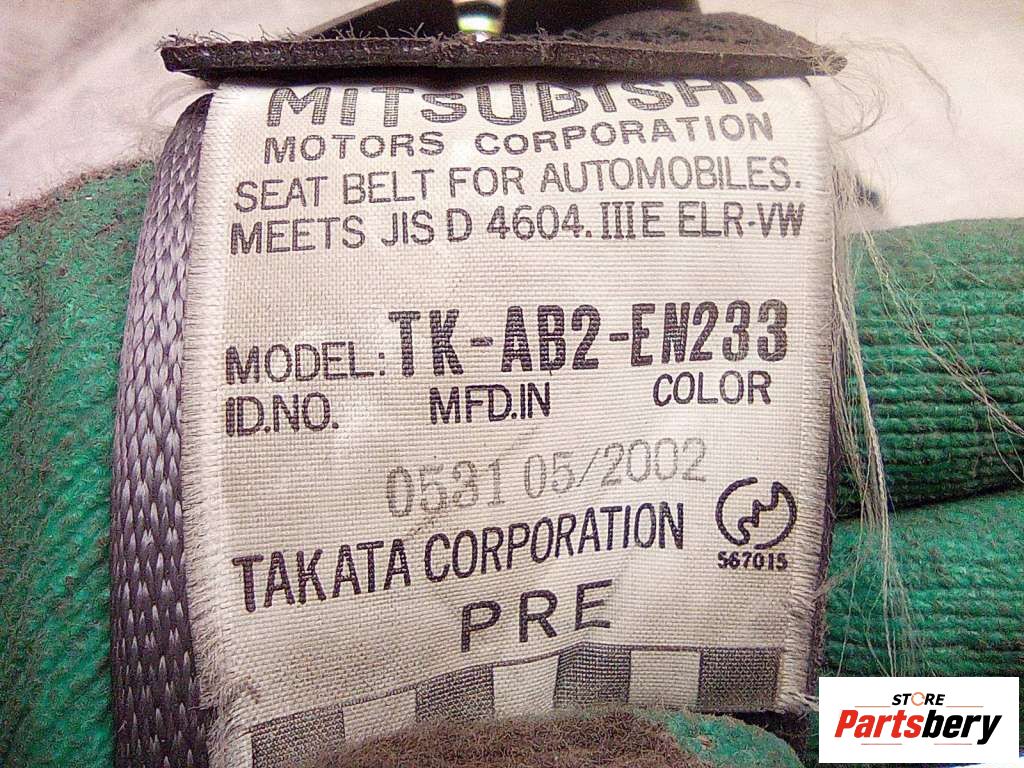 MITSUBISHI
MOTORS CORPORATION
SEAT BELT FOR AUTOMOBILES.
MEETS JIS D 4604.IIIE ELR-VW
MODEL: TK-AB2-EN233
ID.NO. MFD.IN COLOR
0531 05/2002
TAKATA CORPORATION
567015
PRE
STORE
Partsbery